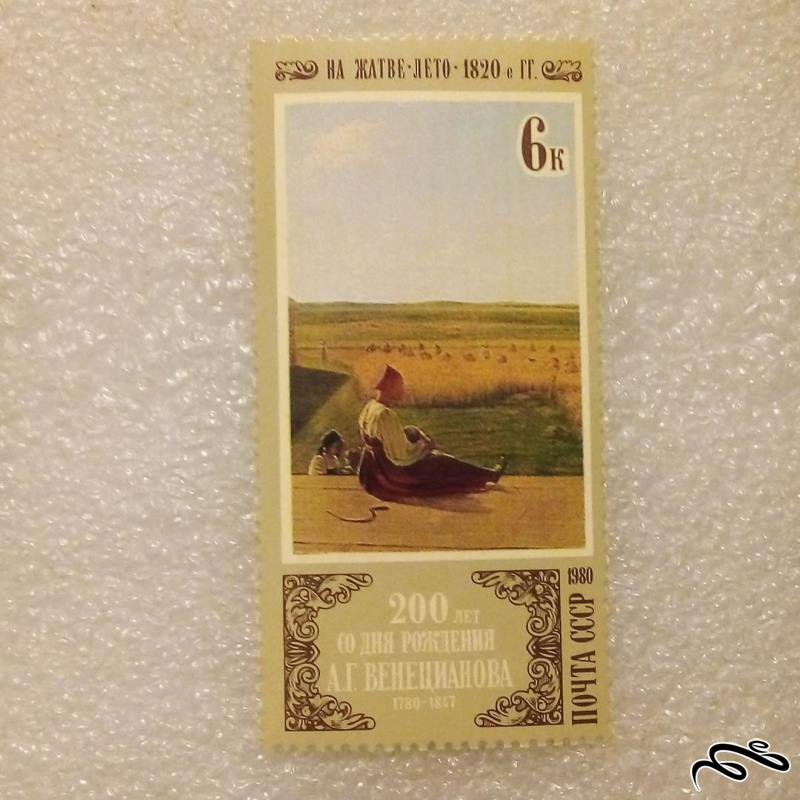 НА ЖАТВЕ·ЛЕТО·1820 е ГГ.
6к
200 ЛЕТ
СО ДНЯ РОЖДЕНИЯ
А.Г. ВЕНЕЦИАНОВА
1780-1847
ПОЧТА СССР 1980